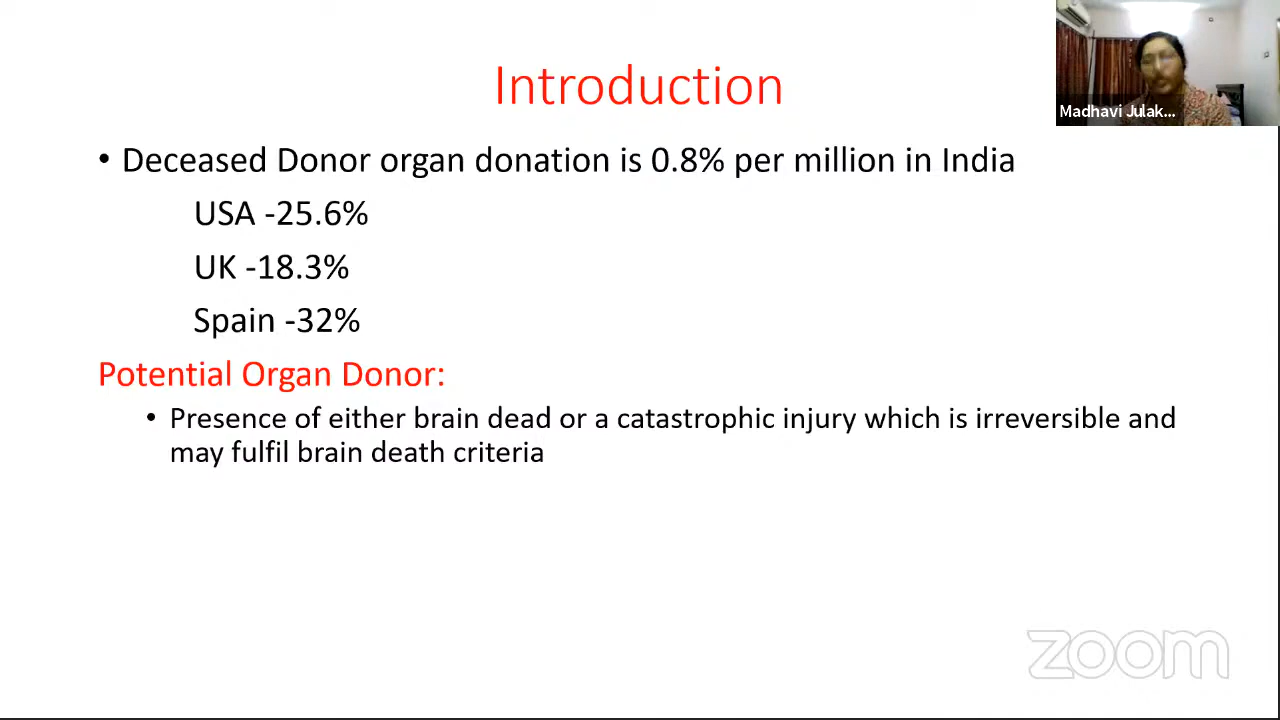 Introduction
Madhavi Julak...
• Deceased Donor organ donation is 0.8% per million in India
USA -25.6%
UK -18.3%
Spain -32%
Potential Organ Donor:
• Presence of either brain dead or a catastrophic injury which is irreversible and
may fulfil brain death criteria
zoom